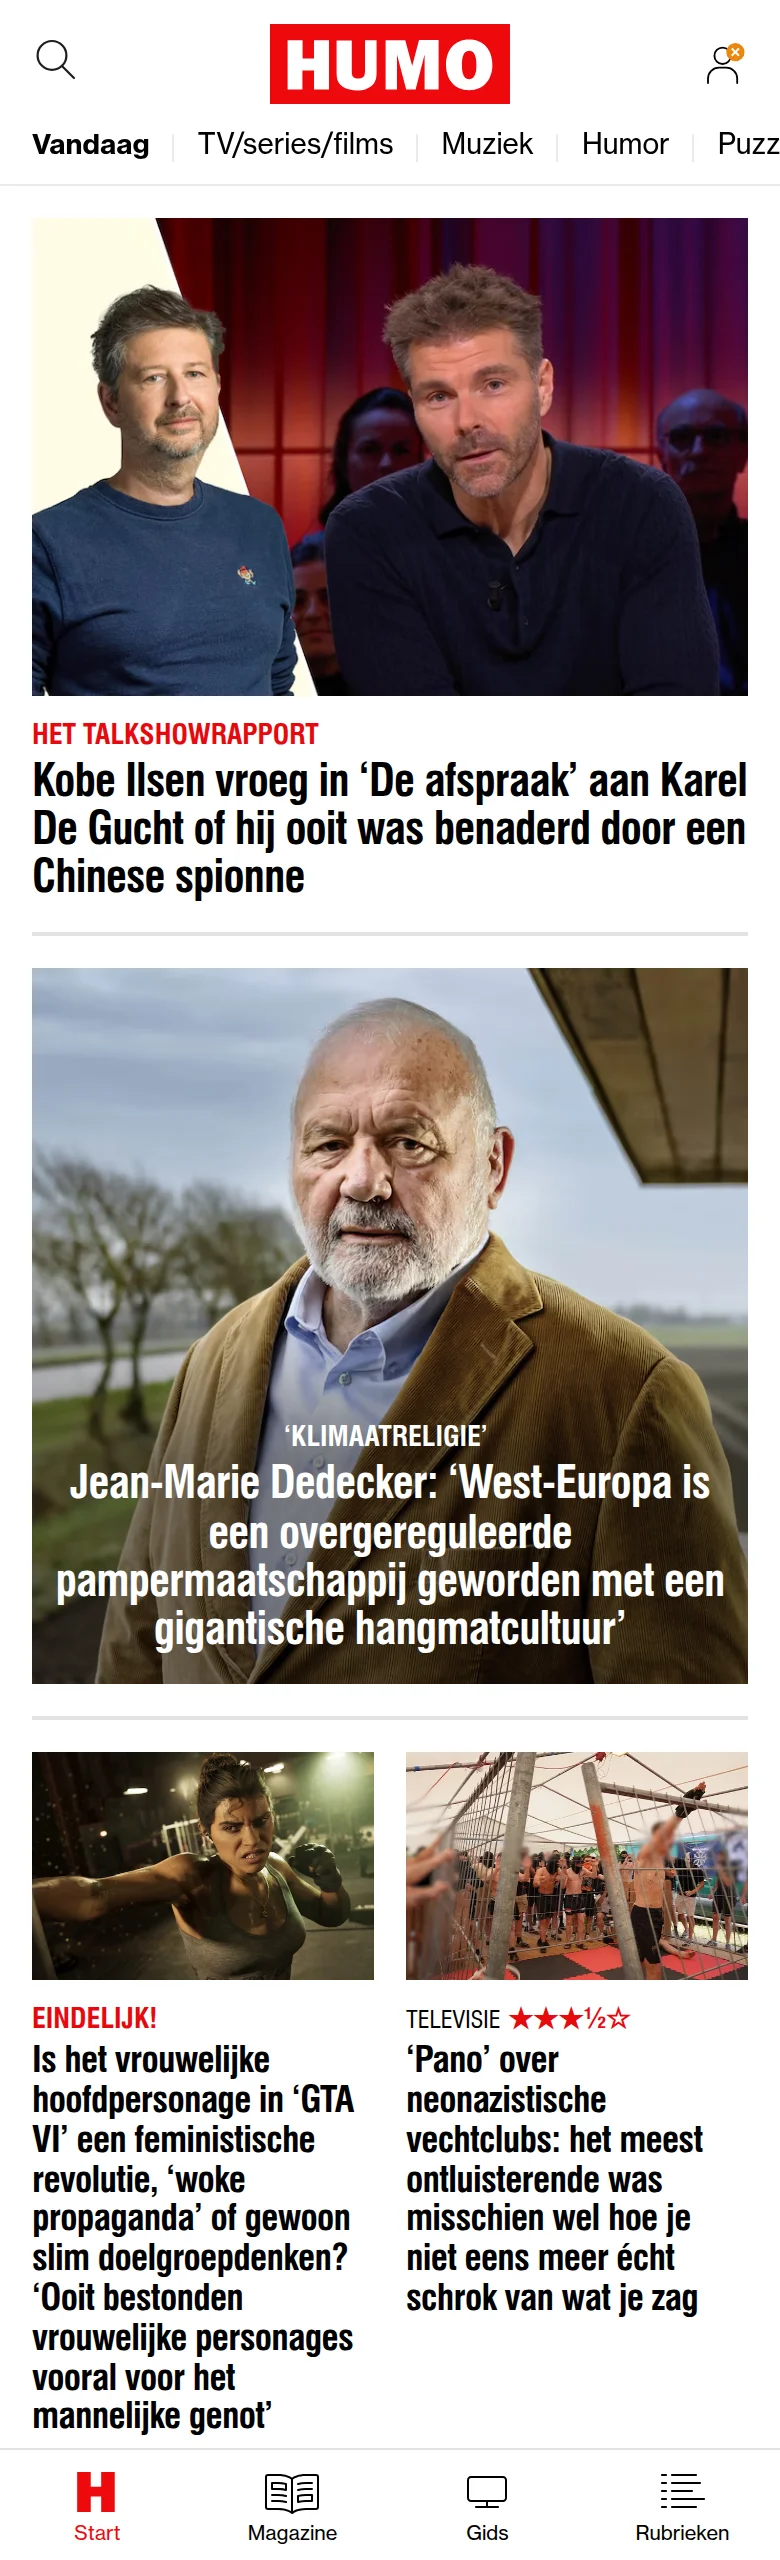 HUMO
Vandaag
TV/series/films
Muziek
Humor
Puzz
HET TALKSHOWRAPPORT
Kobe Ilsen vroeg in ‘De afspraak’ aan Karel
De Gucht of hij ooit was benaderd door een
Chinese spionne
‘KLIMAATRELIGIE’
Jean-Marie Dedecker: ‘West-Europa is
een overgereguleerde
pampermaatschappij geworden met een
gigantische hangmatcultuur’
EINDELIJK!
Is het vrouwelijke
hoofdpersonage in ‘GTA
VI’ een feministische
revolutie, ‘woke
propaganda’ of gewoon
slim doelgroepdenken?
‘Ooit bestonden
vrouwelijke personages
vooral voor het
mannelijke genot’
TELEVISIE ★★★½☆
‘Pano’ over
neonazistische
vechtclubs: het meest
ontluisterende was
misschien wel hoe je
niet eens meer écht
schrok van wat je zag
H
Start
Magazine
Gids
Rubrieken